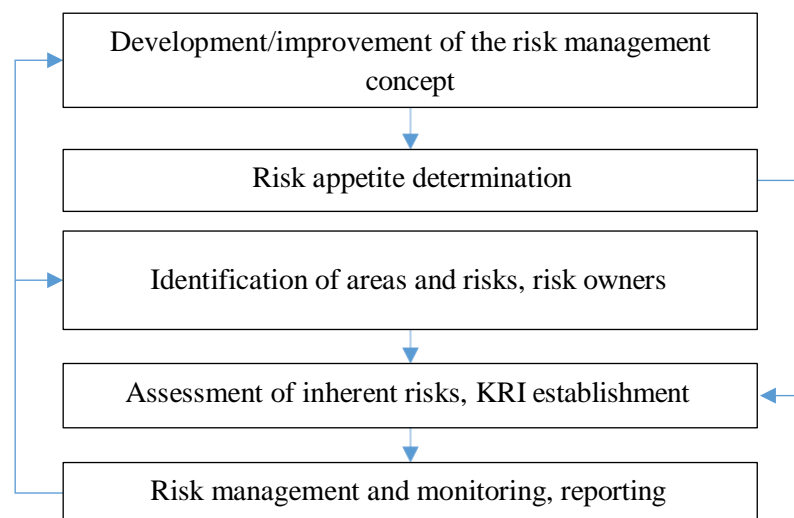 Development/improvement of the risk management
concept
Risk appetite determination
Identification of areas and risks, risk owners
Assessment of inherent risks, KRI establishment
Risk management and monitoring, reporting